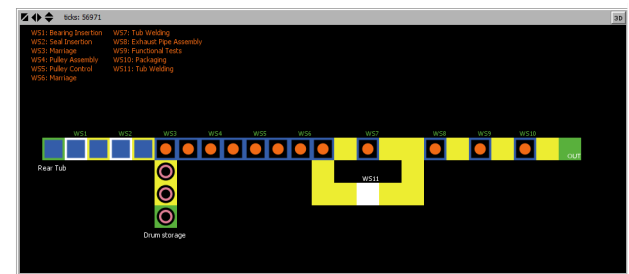 ticks: 56971
3D
WS1: Bearing Insertion WS7: Tub Welding
WS2: Seal Insertion WS8: Exhaust Pipe Assembly
WS3: Marriage WS9: Functional Tests
WS4: Pulley Assembly WS10: Packaging
WS5: Pulley Control WS11: Tub Welding
WS6: Marriage
WS1 WS2 WS3 WS4 WS5 WS6 WS7 WS8 WS9 WS10
OUT
Rear Tub
WS11
Drum storage